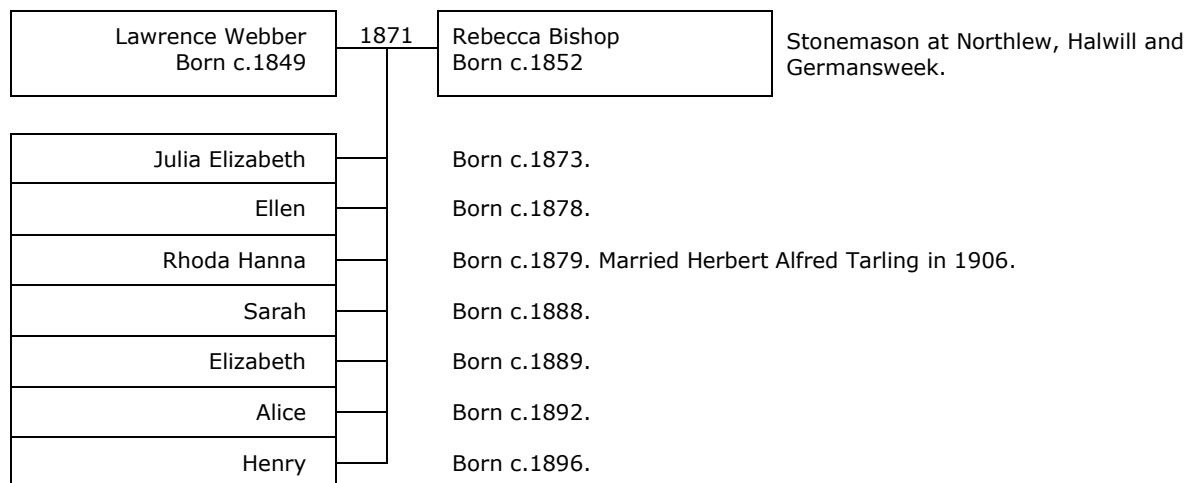 Lawrence Webber
Born c.1849
1871
Rebecca Bishop
Born c.1852
Stonemason at Northlew, Halwill and
Germansweek.
Julia Elizabeth
Born c.1873.
Ellen
Born c.1878.
Rhoda Hanna
Born c.1879. Married Herbert Alfred Tarling in 1906.
Sarah
Born c.1888.
Elizabeth
Born c.1889.
Alice
Born c.1892.
Henry
Born c.1896.